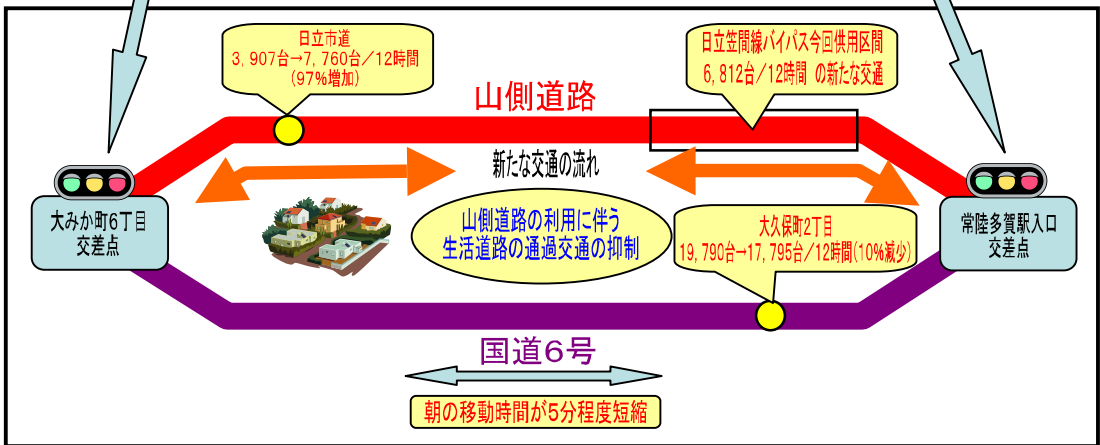 日立市道
3,907台→7,760台／12時間
(97％増加)
日立笠間線バイパス今回供用区間
6,812台／12時間 の新たな交通
山側道路
新たな交通の流れ
大みか町6丁目
交差点
山側道路の利用に伴う
生活道路の通過交通の抑制
大久保町2丁目
19,790台→17,795台／12時間(10％減少)
常陸多賀駅入口
交差点
国道6号
朝の移動時間が5分程度短縮